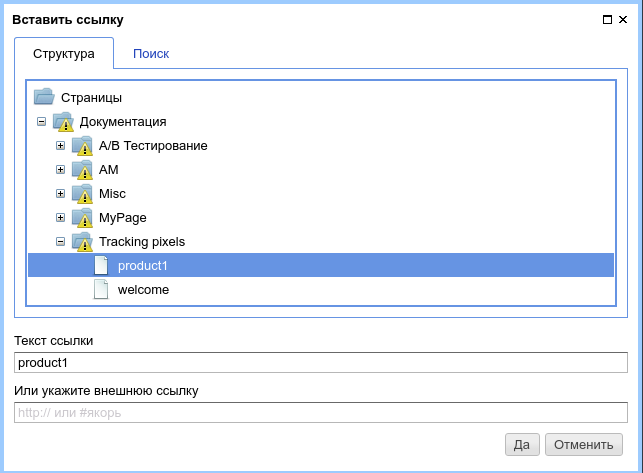 Вставить ссылку
Структура
Поиск
Страницы
Документация
A/B Тестирование
AM
Misc
MyPage
Tracking pixels
product1
welcome
Текст ссылки
product1
Или укажите внешнюю ссылку
http:// или #якорь
Да
Отменить